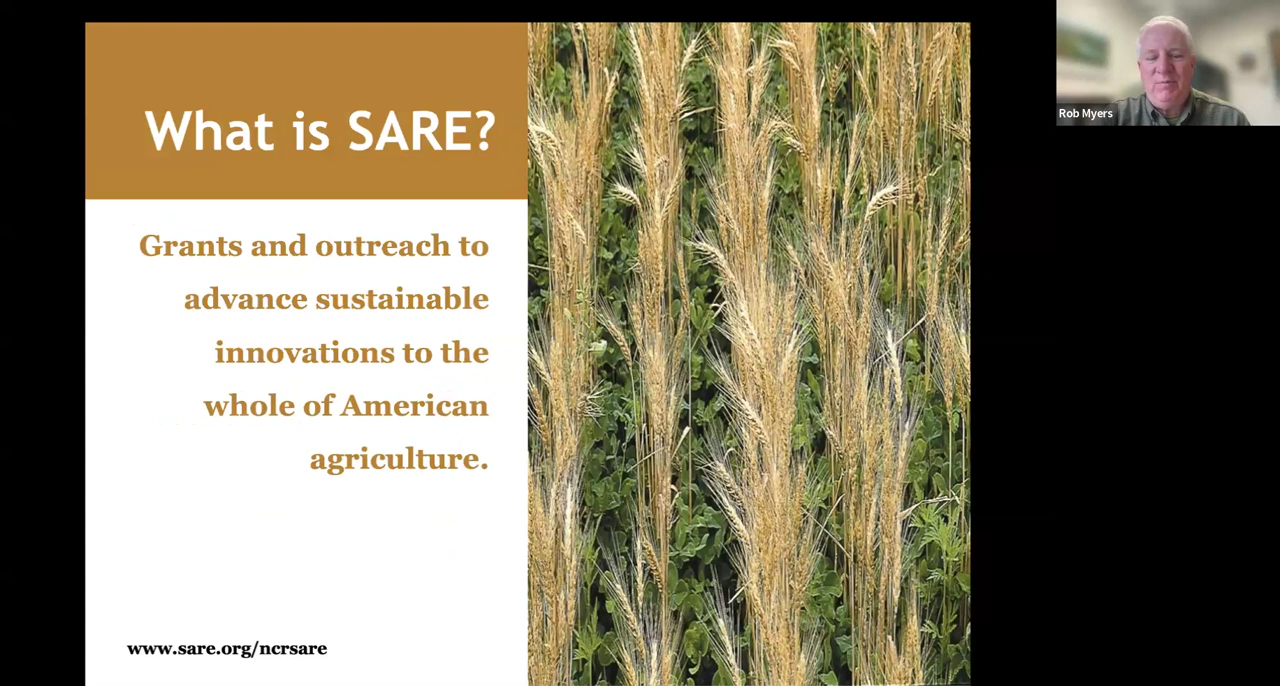 What is SARE?
Grants and outreach to
advance sustainable
innovations to the
whole of American
agriculture.
www.sare.org/ncrsare
Rob Myers